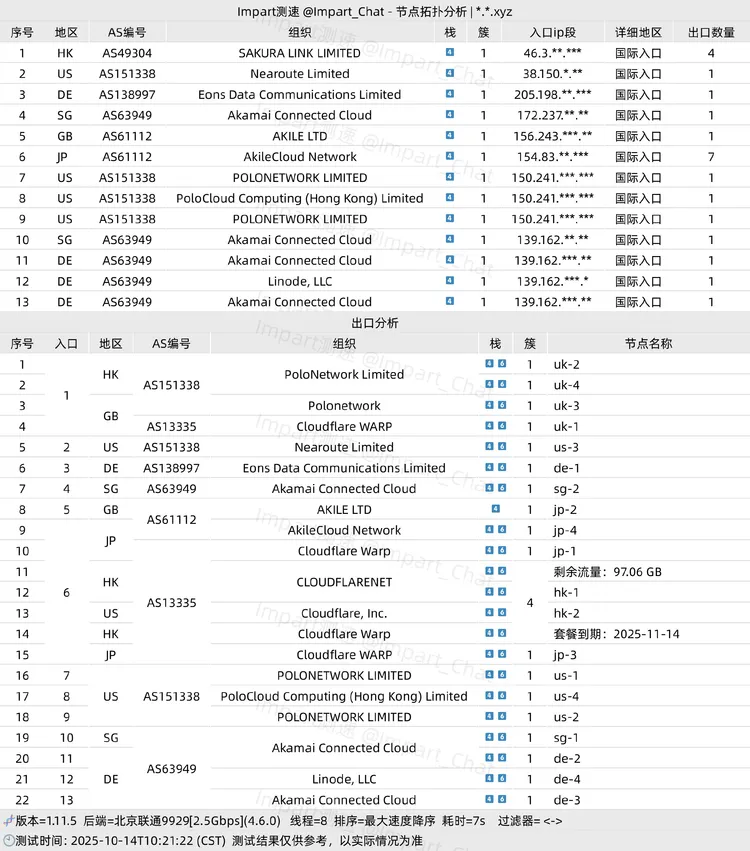 Impart测速 @Impart_Chat - 节点拓扑分析 | *.*.xyz
序号 地区 AS编号 组织 栈 簇 入口ip段 详细地区 出口数量
1 HK AS49304 SAKURA LINK LIMITED 4 1 46.3.**.*** 国际入口 4
2 US AS151338 Nearoute Limited 4 1 38.150.*.** 国际入口 1
3 DE AS138997 Eons Data Communications Limited 4 1 205.198.**.*** 国际入口 1
4 SG AS63949 Akamai Connected Cloud 4 1 172.237.**.** 国际入口 1
5 GB AS61112 AKILE LTD 4 1 156.243.***.** 国际入口 1
6 JP AS61112 AkileCloud Network 4 1 154.83.**.*** 国际入口 7
7 US AS151338 POLONETWORK LIMITED 4 1 150.241.***.*** 国际入口 1
8 US AS151338 PoloCloud Computing (Hong Kong) Limited 4 1 150.241.***.*** 国际入口 1
9 US AS151338 POLONETWORK LIMITED 4 1 150.241.***.*** 国际入口 1
10 SG AS63949 Akamai Connected Cloud 4 1 139.162.**.** 国际入口 1
11 DE AS63949 Akamai Connected Cloud 4 1 139.162.***.** 国际入口 1
12 DE AS63949 Linode, LLC 4 1 139.162.***.* 国际入口 1
13 DE AS63949 Akamai Connected Cloud 4 1 139.162.***.** 国际入口 1
出口分析
序号 入口 地区 AS编号 组织 栈 簇 节点名称
1 1 HK AS151338 PoloNetwork Limited 4 6 1 uk-2
2 4 6 1 uk-4
3 GB Polonetwork 4 6 1 uk-3
4 AS13335 Cloudflare WARP 4 6 1 uk-1
5 2 US AS151338 Nearoute Limited 4 6 1 us-3
6 3 DE AS138997 Eons Data Communications Limited 4 6 1 de-1
7 4 SG AS63949 Akamai Connected Cloud 4 6 1 sg-2
8 5 GB AS61112 AKILE LTD 4 1 jp-2
9 6 JP AkileCloud Network 4 6 1 jp-4
10 AS13335 Cloudflare Warp 4 6 1 jp-1
11 HK CLOUDFLARENET 4 6 4 剩余流量：97.06 GB
12 4 6 hk-1
13 US Cloudflare, Inc. 4 6 hk-2
14 HK Cloudflare Warp 4 6 套餐到期：2025-11-14
15 JP Cloudflare WARP 4 6 1 jp-3
16 7 US AS151338 POLONETWORK LIMITED 4 6 1 us-1
17 8 PoloCloud Computing (Hong Kong) Limited 4 6 1 us-4
18 9 POLONETWORK LIMITED 4 6 1 us-2
19 10 SG AS63949 Akamai Connected Cloud 4 6 1 sg-1
20 11 DE 4 6 1 de-2
21 12 Linode, LLC 4 6 1 de-4
22 13 Akamai Connected Cloud 4 6 1 de-3
版本=1.11.5 后端=北京联通9929[2.5Gbps](4.6.0) 线程=8 排序=最大速度降序 耗时=7s 过滤器= <->
测试时间：2025-10-14T10:21:22 (CST) 测试结果仅供参考，以实际情况为准